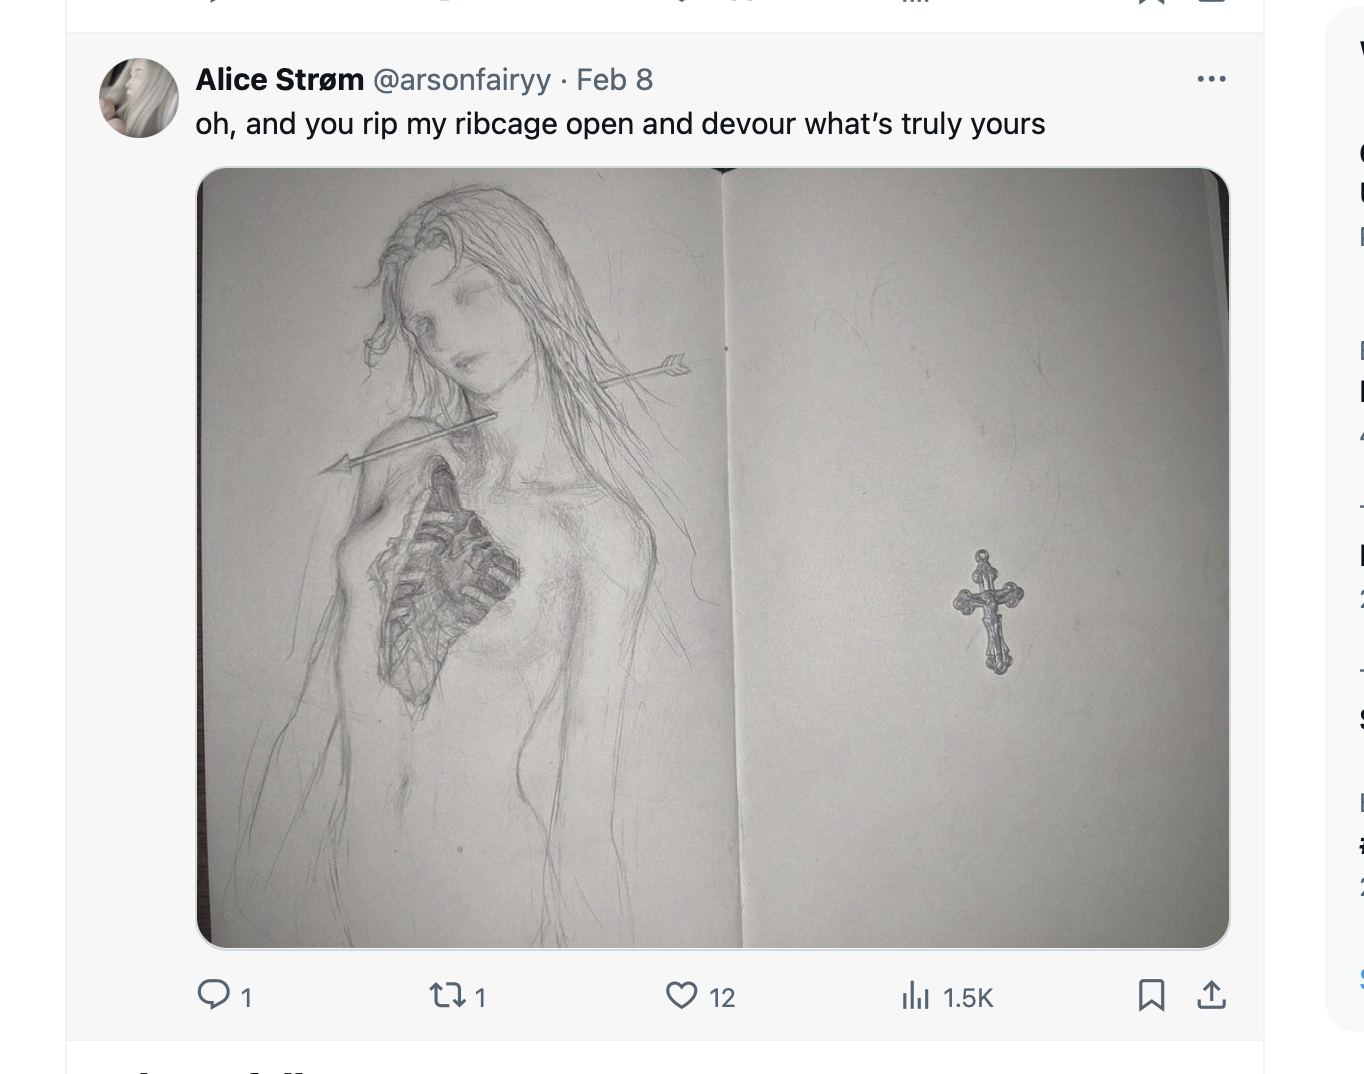 Alice Strøm @arsonfairyy · Feb 8
oh, and you rip my ribcage open and devour what’s truly yours
1 1 12 1.5K